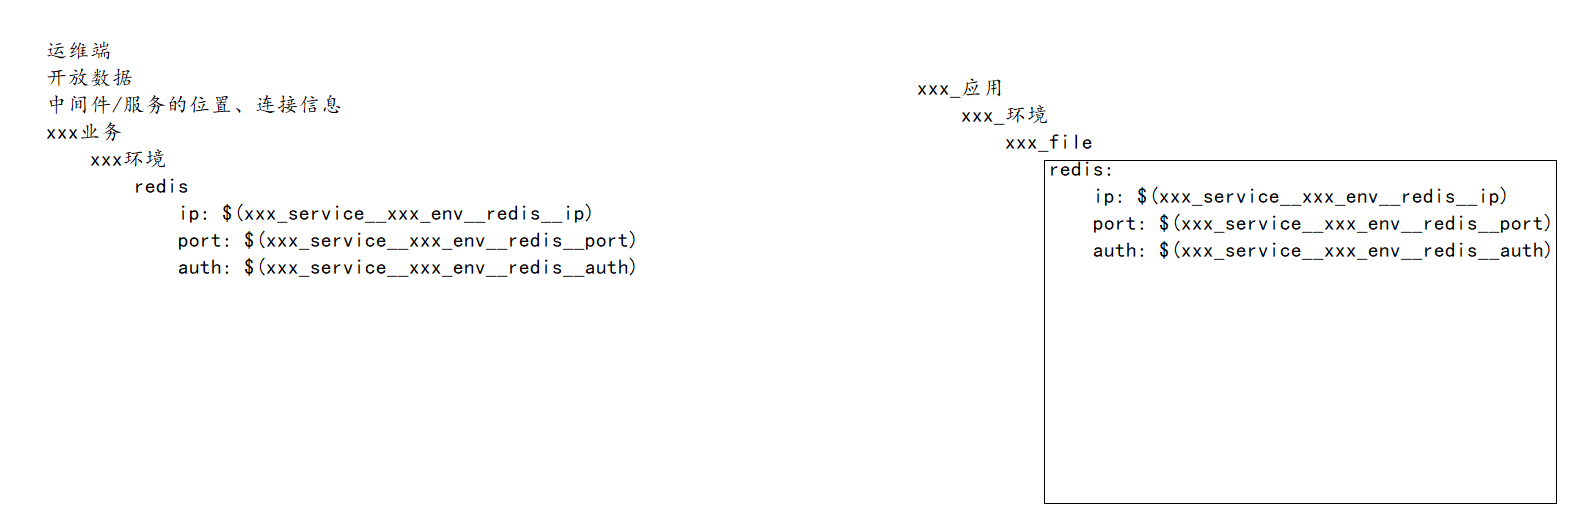 运维端
开放数据
中间件/服务的位置、连接信息
xxx业务
xxx环境
redis
ip: $(xxx_service__xxx_env__redis__ip)
port: $(xxx_service__xxx_env__redis__port)
auth: $(xxx_service__xxx_env__redis__auth)
xxx_应用
xxx_环境
xxx_file
redis:
ip: $(xxx_service__xxx_env__redis__ip)
port: $(xxx_service__xxx_env__redis__port)
auth: $(xxx_service__xxx_env__redis__auth)